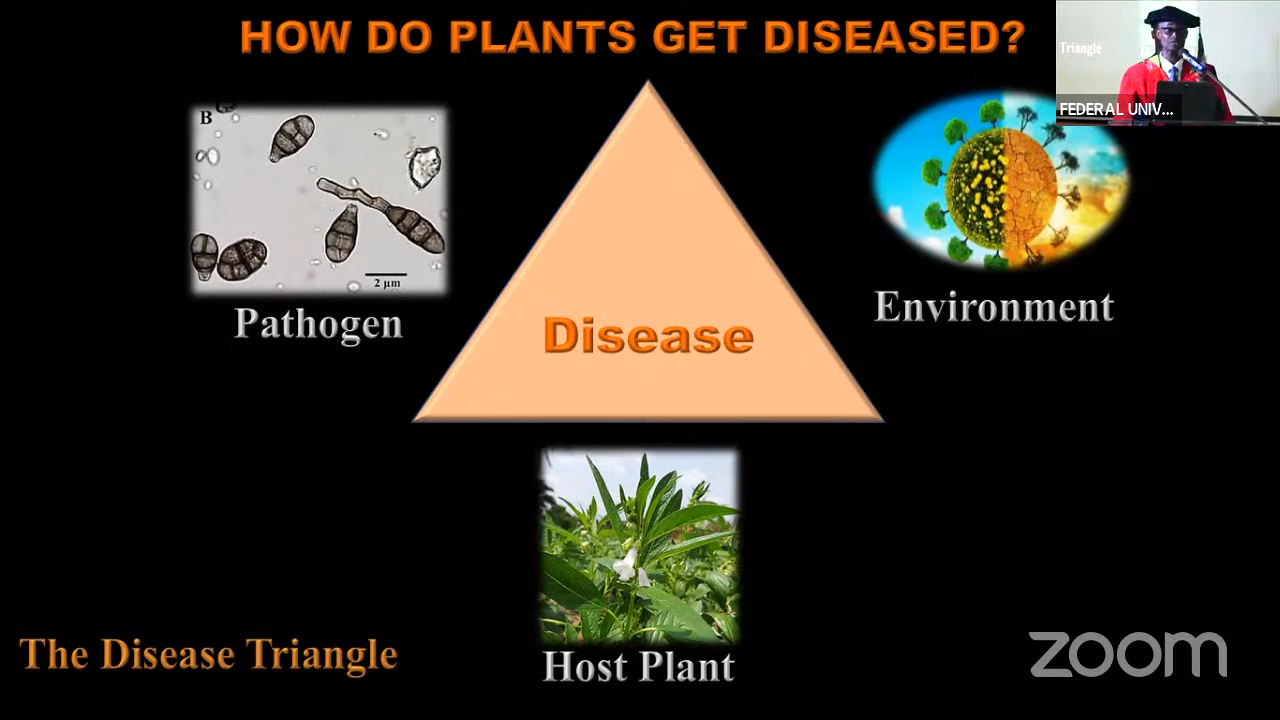 HOW DO PLANTS GET DISEASED?
Triangle
FEDERAL UNIV...
B
2 µm
Pathogen
Environment
Disease
Host Plant
The Disease Triangle
zoom